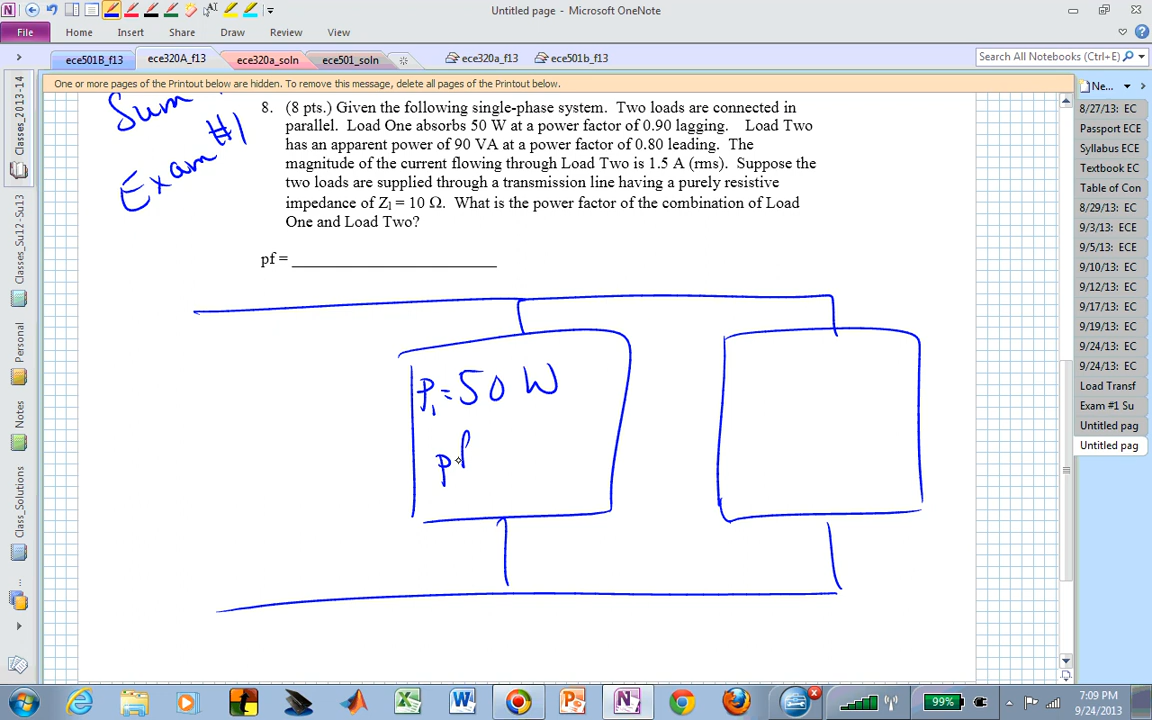 Untitled page - Microsoft OneNote
File Home Insert Share Draw Review View
ece501B_f13 ece320A_f13 ece320a_soln ece501_soln ece320a_f13 ece501b_f13
Search All Notebooks (Ctrl+E)
One or more pages of the Printout below are hidden. To remove this message, delete all pages of the Printout below.
Sum
Exam #1
8. (8 pts.) Given the following single-phase system. Two loads are connected in
parallel. Load One absorbs 50 W at a power factor of 0.90 lagging. Load Two
has an apparent power of 90 VA at a power factor of 0.80 leading. The
magnitude of the current flowing through Load Two is 1.5 A (rms). Suppose the
two loads are supplied through a transmission line having a purely resistive
impedance of Zl = 10 Ω. What is the power factor of the combination of Load
One and Load Two?
pf = ____________________
P1 = 50 W
pf
Classes_2013-14
Classes_Su12-Su13
Personal
Notes
Class_Solutions
Ne...
8/27/13: EC
Passport ECE
Syllabus ECE
Textbook EC
Table of Con
8/29/13: EC
9/3/13: ECE
9/5/13: ECE
9/10/13: EC
9/12/13: EC
9/17/13: EC
9/19/13: EC
9/24/13: EC
9/24/13: EC
Load Transf
Exam #1 Su
Untitled pag
Untitled pag
99%
7:09 PM
9/24/2013